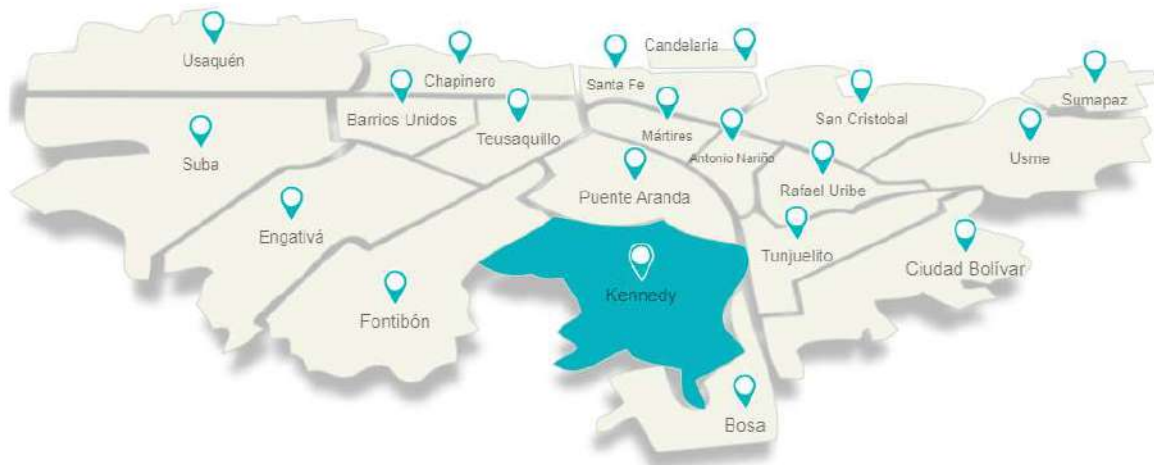 Usaquén
Chapinero
Santa Fe
Candelaria
Sumapaz
Barrios Unidos
Teusaquillo
Mártires
Antonio Nariño
San Cristobal
Usme
Suba
Puente Aranda
Rafael Uribe
Engativá
Tunjuelito
Ciudad Bolívar
Fontibón
Kennedy
Bosa